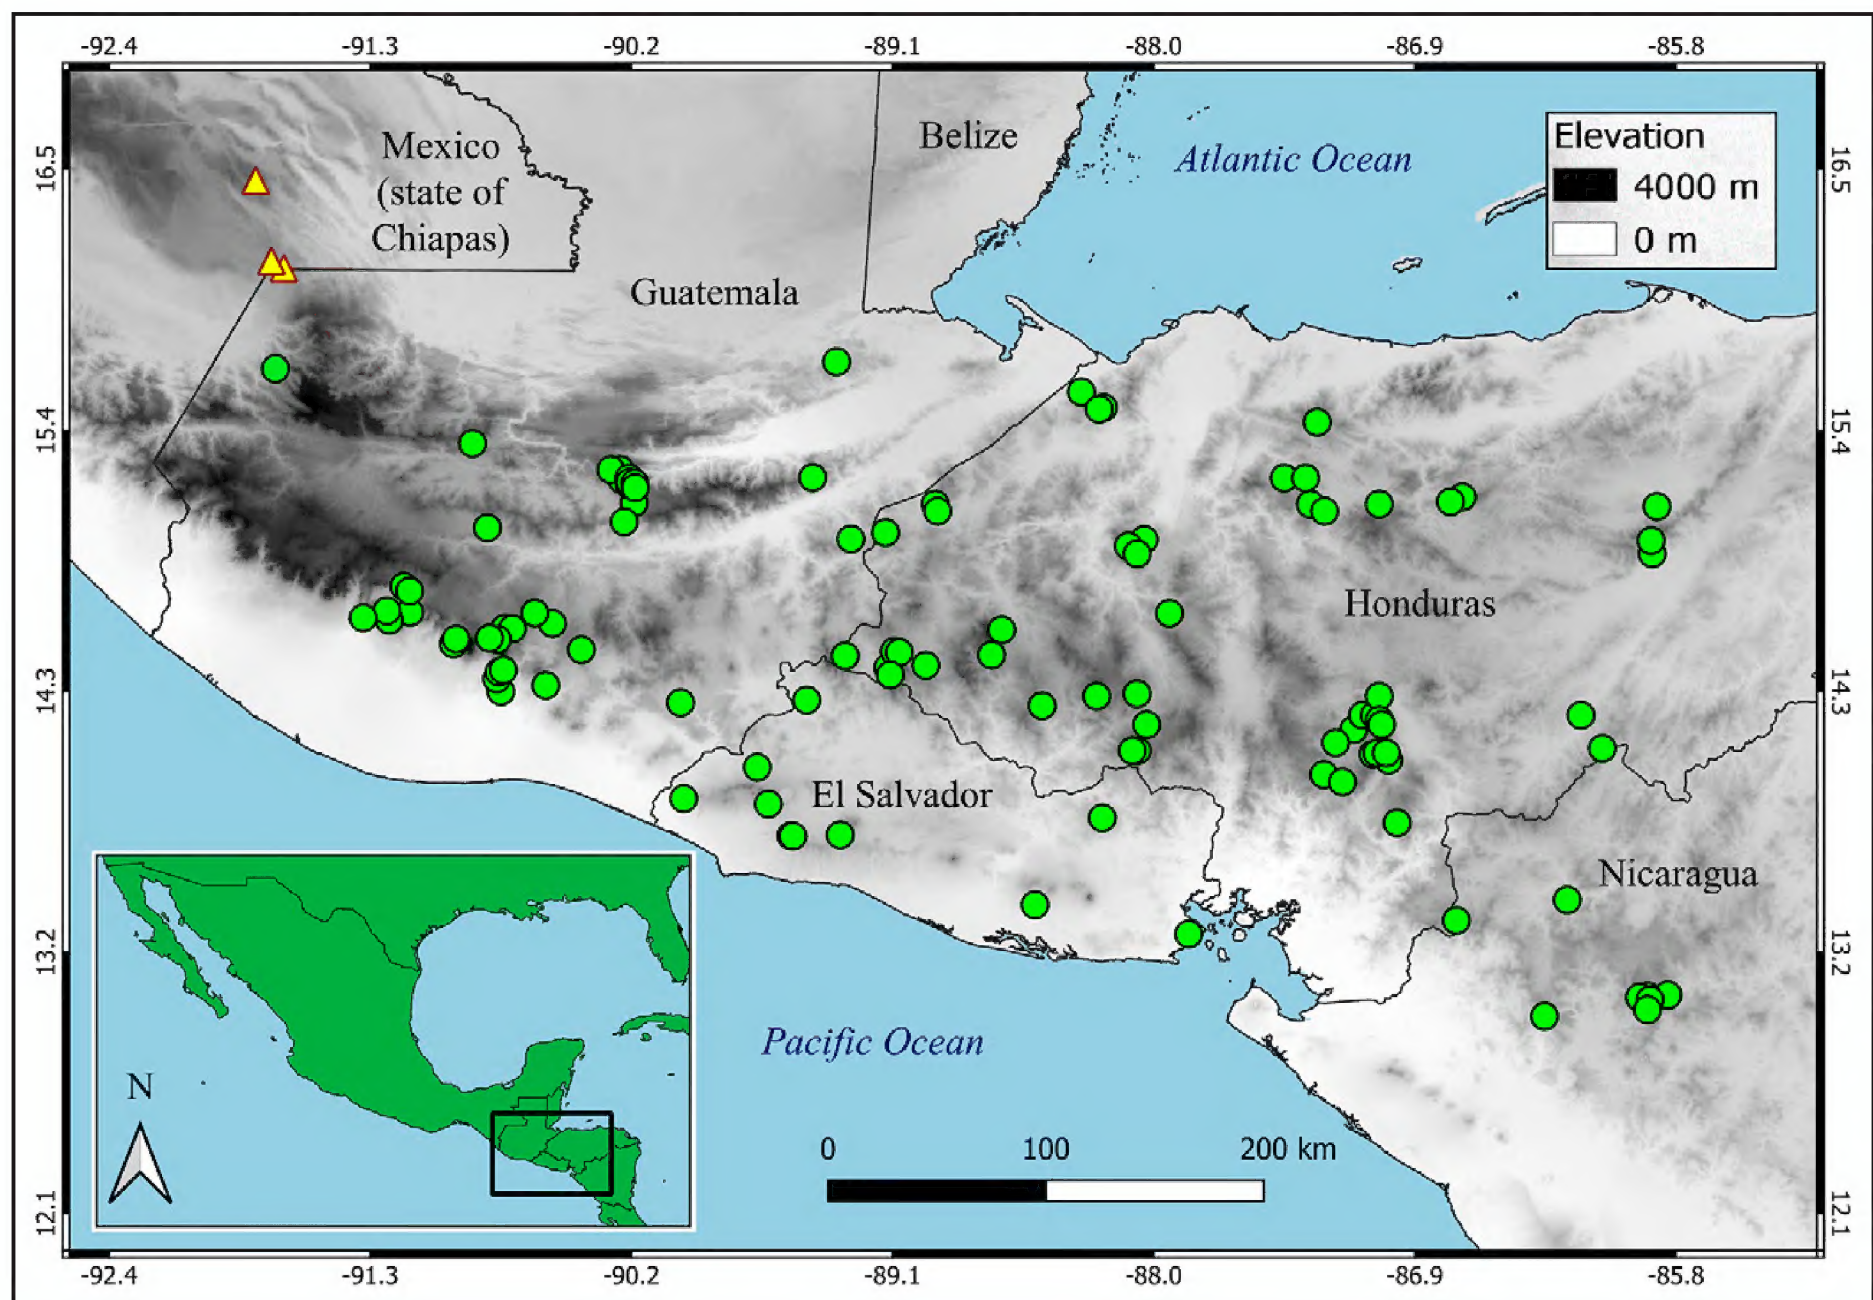 -92.4 -91.3 -90.2 -89.1 -88.0 -86.9 -85.8
Mexico
(state of
Chiapas)
Belize
Atlantic Ocean
Elevation
4000 m
0 m
16.5 16.5
Guatemala
15.4 15.4
Honduras
14.3 14.3
El Salvador
Nicaragua
13.2 13.2
Pacific Ocean
N
0 100 200 km
12.1 12.1
-92.4 -91.3 -90.2 -89.1 -88.0 -86.9 -85.8